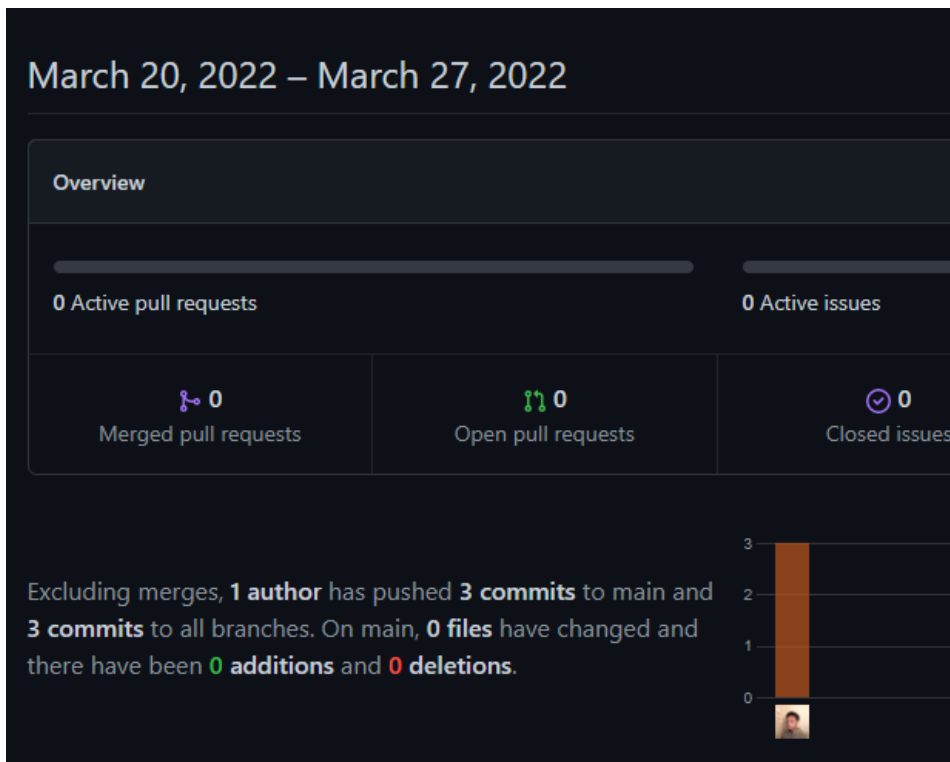 March 20, 2022 – March 27, 2022
Overview
0 Active pull requests
0 Active issues
0
Merged pull requests
0
Open pull requests
0
Closed issues
Excluding merges, 1 author has pushed 3 commits to main and
3 commits to all branches. On main, 0 files have changed and
there have been 0 additions and 0 deletions.
3
2
1
0